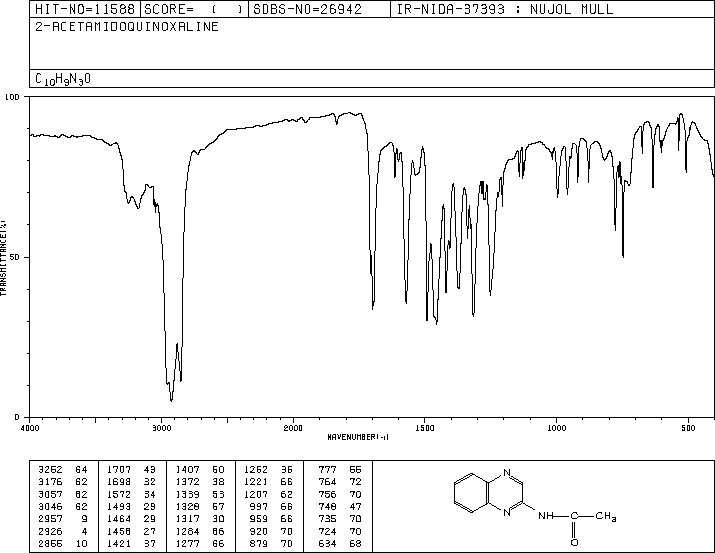 HIT-NO=11588 SCORE= ( ) SDBS-NO=26942 IR-NIDA-37393 : NUJOL MULL
2-ACETAMIDOQUINOXALINE
C10H9N3O
100
50
0
TRANSMITTANCE(%)
4000 3000 2000 1500 1000 500
WAVENUMBER(-1)
3262 64 1707 49 1407 60 1252 36 777 55
3176 62 1698 32 1372 38 1221 66 764 72
3057 62 1572 34 1339 53 1207 62 756 70
3046 62 1493 29 1328 57 997 66 748 47
2957 9 1464 29 1317 30 959 66 735 70
2926 4 1458 27 1284 66 920 70 724 70
2855 10 1421 37 1277 66 879 70 634 68
N
N
NH C CH3
O